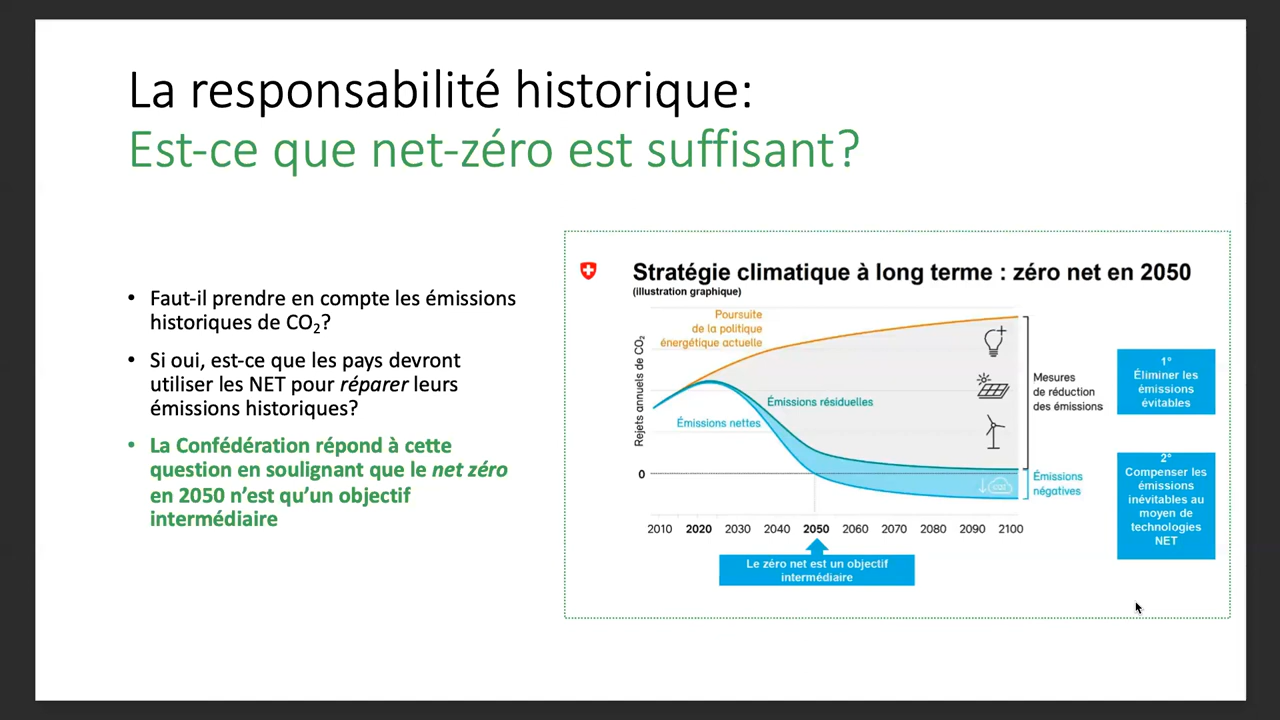 La responsabilité historique:
Est-ce que net-zéro est suffisant?
• Faut-il prendre en compte les émissions
historiques de CO₂?
• Si oui, est-ce que les pays devront
utiliser les NET pour réparer leurs
émissions historiques?
• La Confédération répond à cette
question en soulignant que le net zéro
en 2050 n’est qu’un objectif
intermédiaire
Stratégie climatique à long terme : zéro net en 2050
(illustration graphique)
Rejets annuels de CO₂
Poursuite
de la politique
énergétique actuelle
Émissions résiduelles
Émissions nettes
Mesures
de réduction
des émissions
Émissions
négatives
CO2
0
2010 2020 2030 2040 2050 2060 2070 2080 2090 2100
Le zéro net est un objectif
intermédiaire
1°
Éliminer les
émissions
évitables
2°
Compenser les
émissions
inévitables au
moyen de
technologies
NET